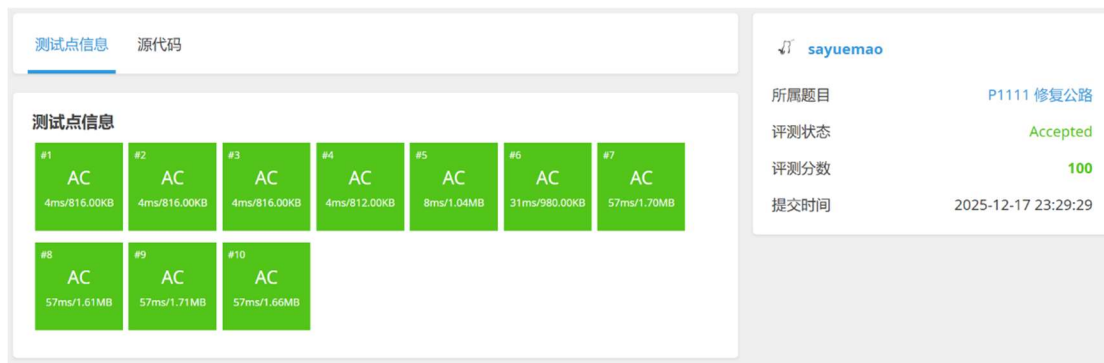 测试点信息 源代码
测试点信息
#1 #2 #3 #4 #5 #6 #7
AC AC AC AC AC AC AC
4ms/816.00KB 4ms/816.00KB 4ms/816.00KB 4ms/812.00KB 8ms/1.04MB 31ms/980.00KB 57ms/1.70MB
#8 #9 #10
AC AC AC
57ms/1.61MB 57ms/1.71MB 57ms/1.66MB
sayuemao
所属题目 P1111 修复公路
评测状态 Accepted
评测分数 100
提交时间 2025-12-17 23:29:29